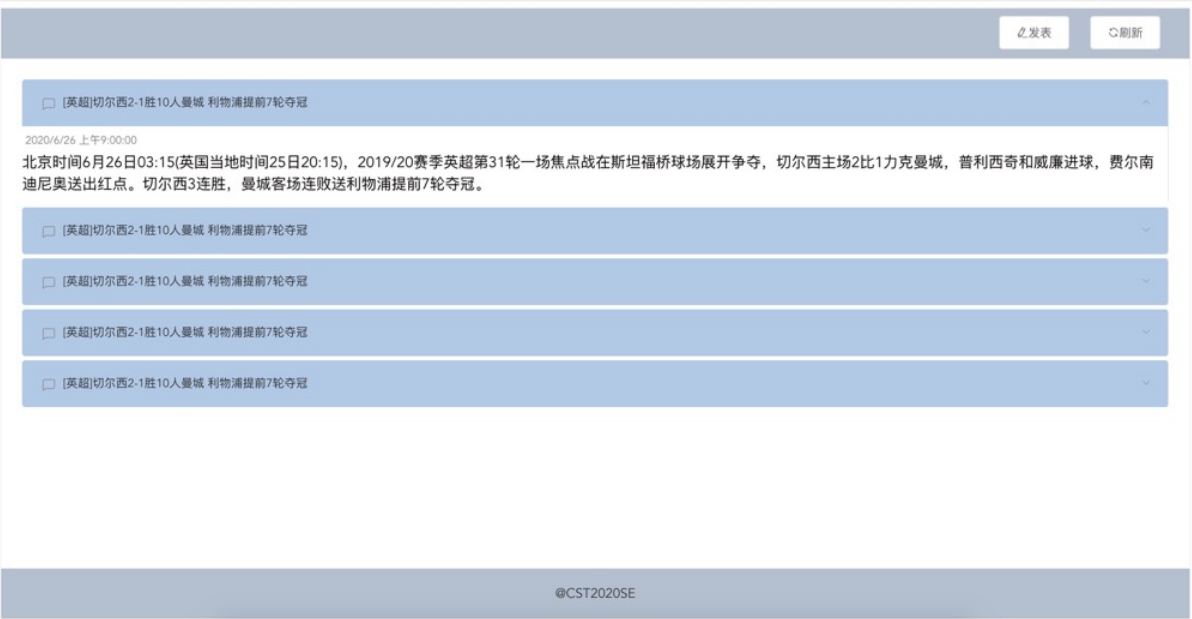 发表
刷新
[英超]切尔西2-1胜10人曼城 利物浦提前7轮夺冠
2020/6/26 上午9:00:00
北京时间6月26日03:15(英国当地时间25日20:15)，2019/20赛季英超第31轮一场焦点战在斯坦福桥球场展开争夺，切尔西主场2比1力克曼城，普利西奇和威廉进球，费尔南
迪尼奥送出红点。切尔西3连胜，曼城客场连败送利物浦提前7轮夺冠。
[英超]切尔西2-1胜10人曼城 利物浦提前7轮夺冠
[英超]切尔西2-1胜10人曼城 利物浦提前7轮夺冠
[英超]切尔西2-1胜10人曼城 利物浦提前7轮夺冠
[英超]切尔西2-1胜10人曼城 利物浦提前7轮夺冠
@CST2020SE